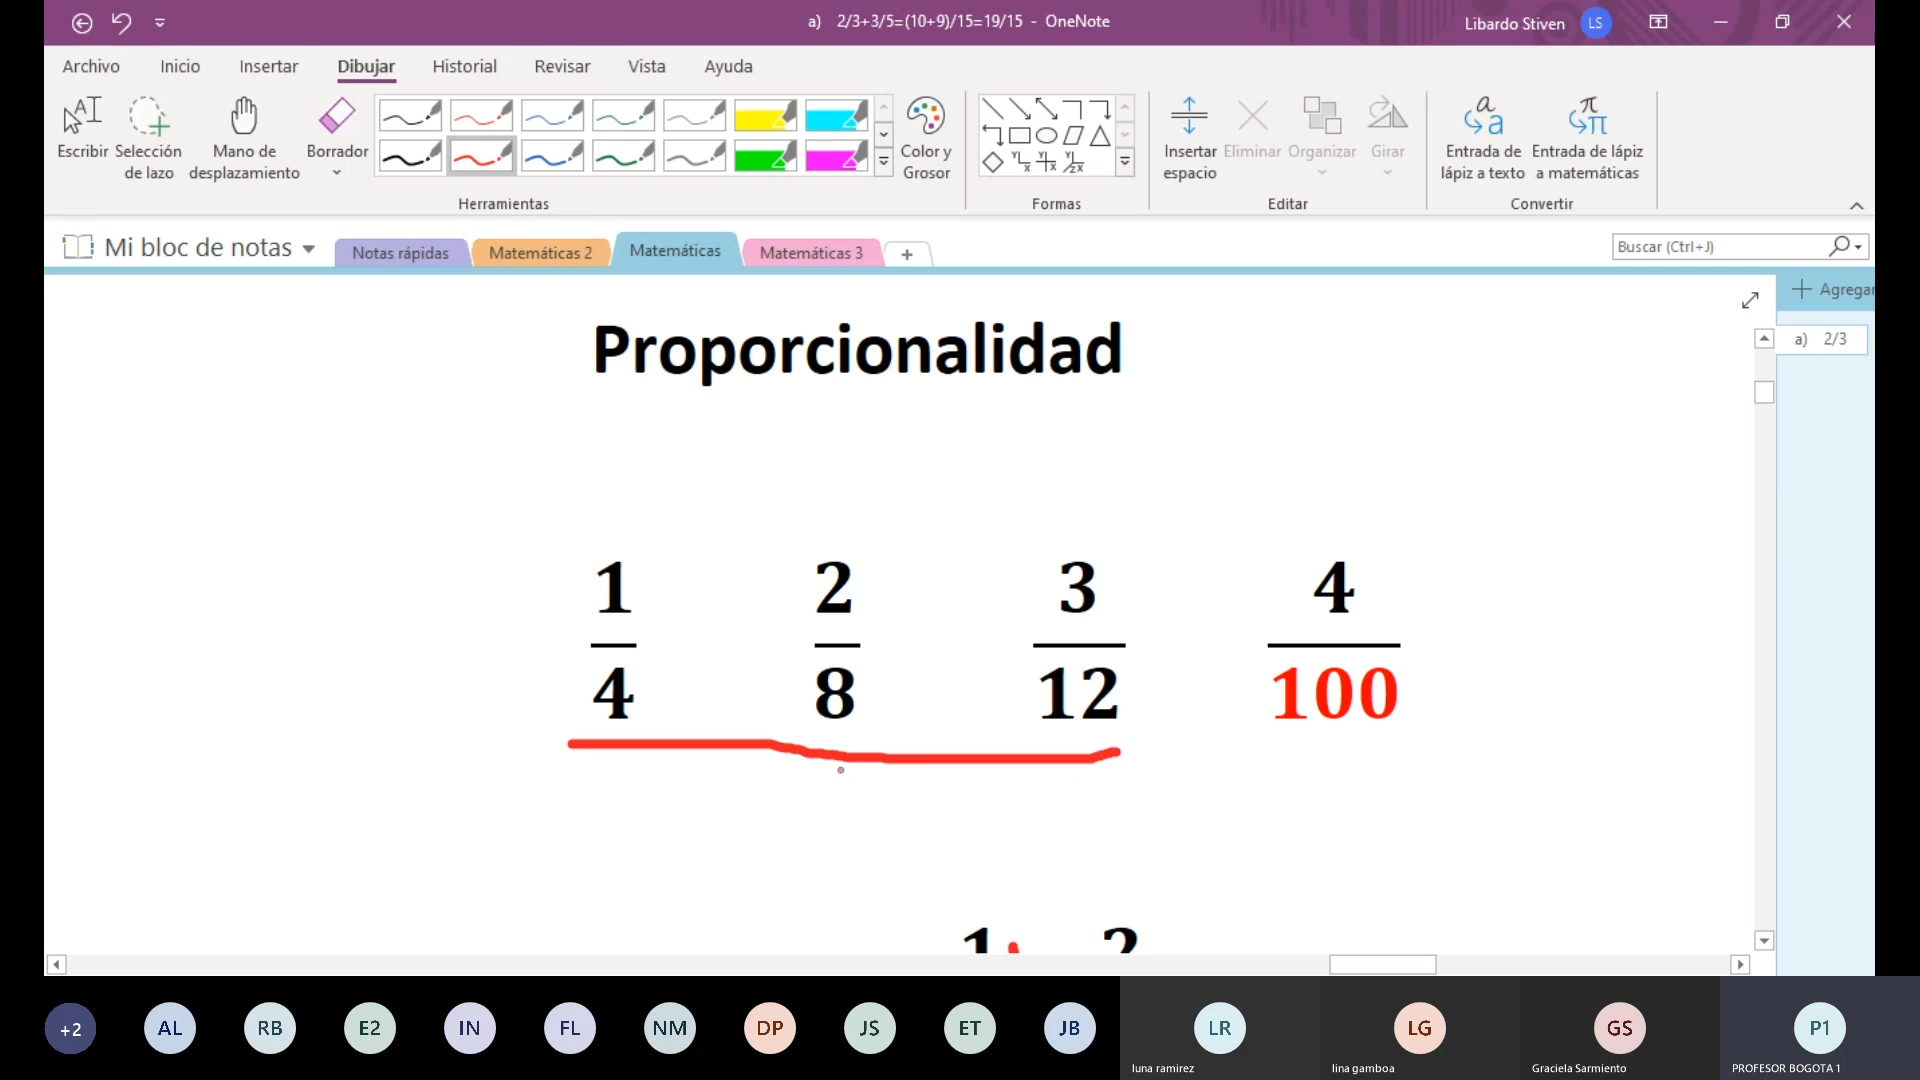 a) 2/3+3/5=(10+9)/15=19/15 - OneNote
Libardo Stiven LS
Archivo Inicio Insertar Dibujar Historial Revisar Vista Ayuda
Escribir
Selección de lazo
Mano de desplazamiento
Borrador
Color y Grosor
Insertar espacio
Eliminar
Organizar
Girar
Entrada de lápiz a texto
Entrada de lápiz a matemáticas
Herramientas Formas Editar Convertir
Mi bloc de notas
Notas rápidas Matemáticas 2 Matemáticas Matemáticas 3 +
Buscar (Ctrl+J)
Agregar
a) 2/3
Proporcionalidad
1 2 3 4
4 8 12 100
1 2
+2 AL RB E2 IN FL NM DP JS ET JB LR LG GS P1
luna ramirez lina gamboa Graciela Sarmiento PROFESOR BOGOTA 1